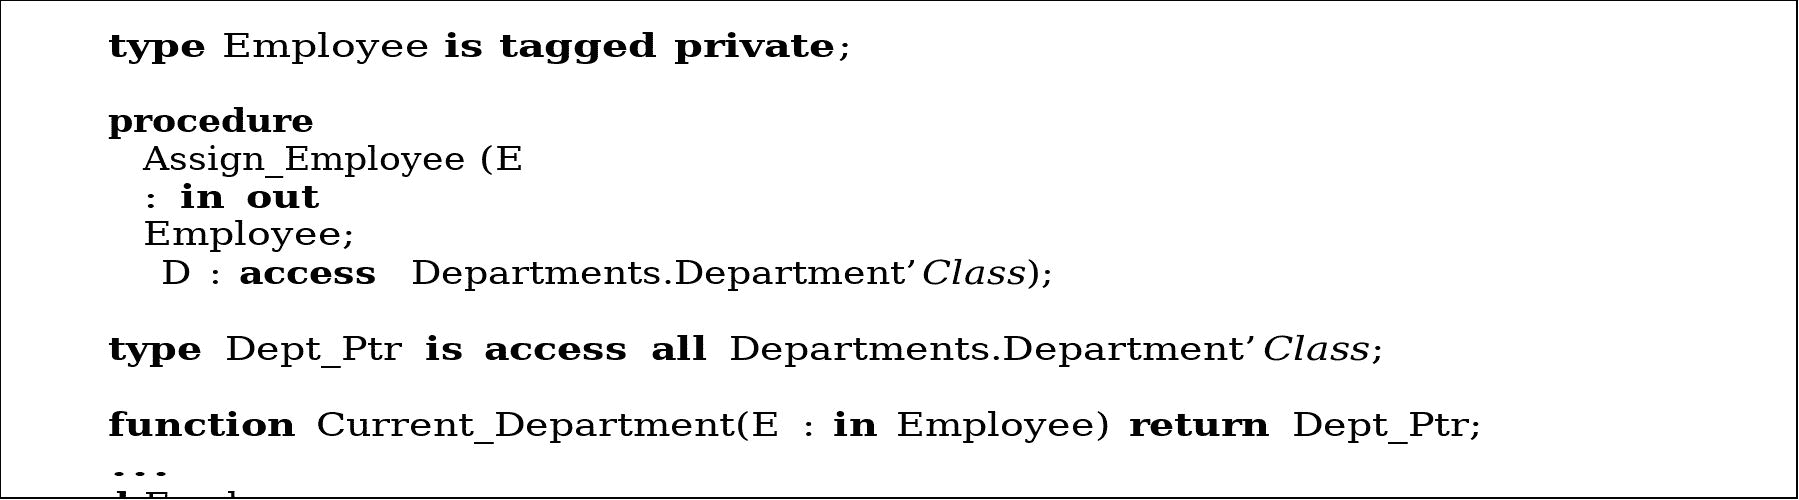 type Employee is tagged private;
procedure
Assign_Employee (E
: in out
Employee;
D : access Departments.Department’Class);
type Dept_Ptr is access all Departments.Department’Class;
function Current_Department(E : in Employee) return Dept_Ptr;
...